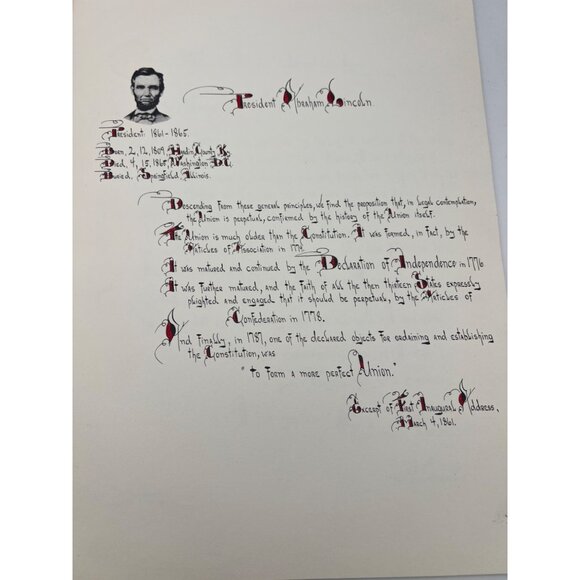 President Abraham Lincoln
President: 1861-1865.
Born, 2, 12, 1809, Hardin County, K.
Died, 4, 15, 1865, Washington D.C.
Buried, Springfield, Illinois.
Descending from these general principles, we find the proposition that, in legal contemplation,
the Union is perpetual, confirmed by the history of the Union itself.
The Union is much older than the Constitution. It was formed, in fact, by the
Articles of Association in 1774.
It was matured and continued by the Declaration of Independence in 1776
It was further matured, and the faith of all the then thirteen States expressly
plighted and engaged that it should be perpetual, by the Articles of
Confederation in 1778.
And finally, in 1787, one of the declared objects for ordaining and establishing
the Constitution, was
"to form a more perfect Union."
Excerpt of First Inaugural Address.
March 4, 1861.